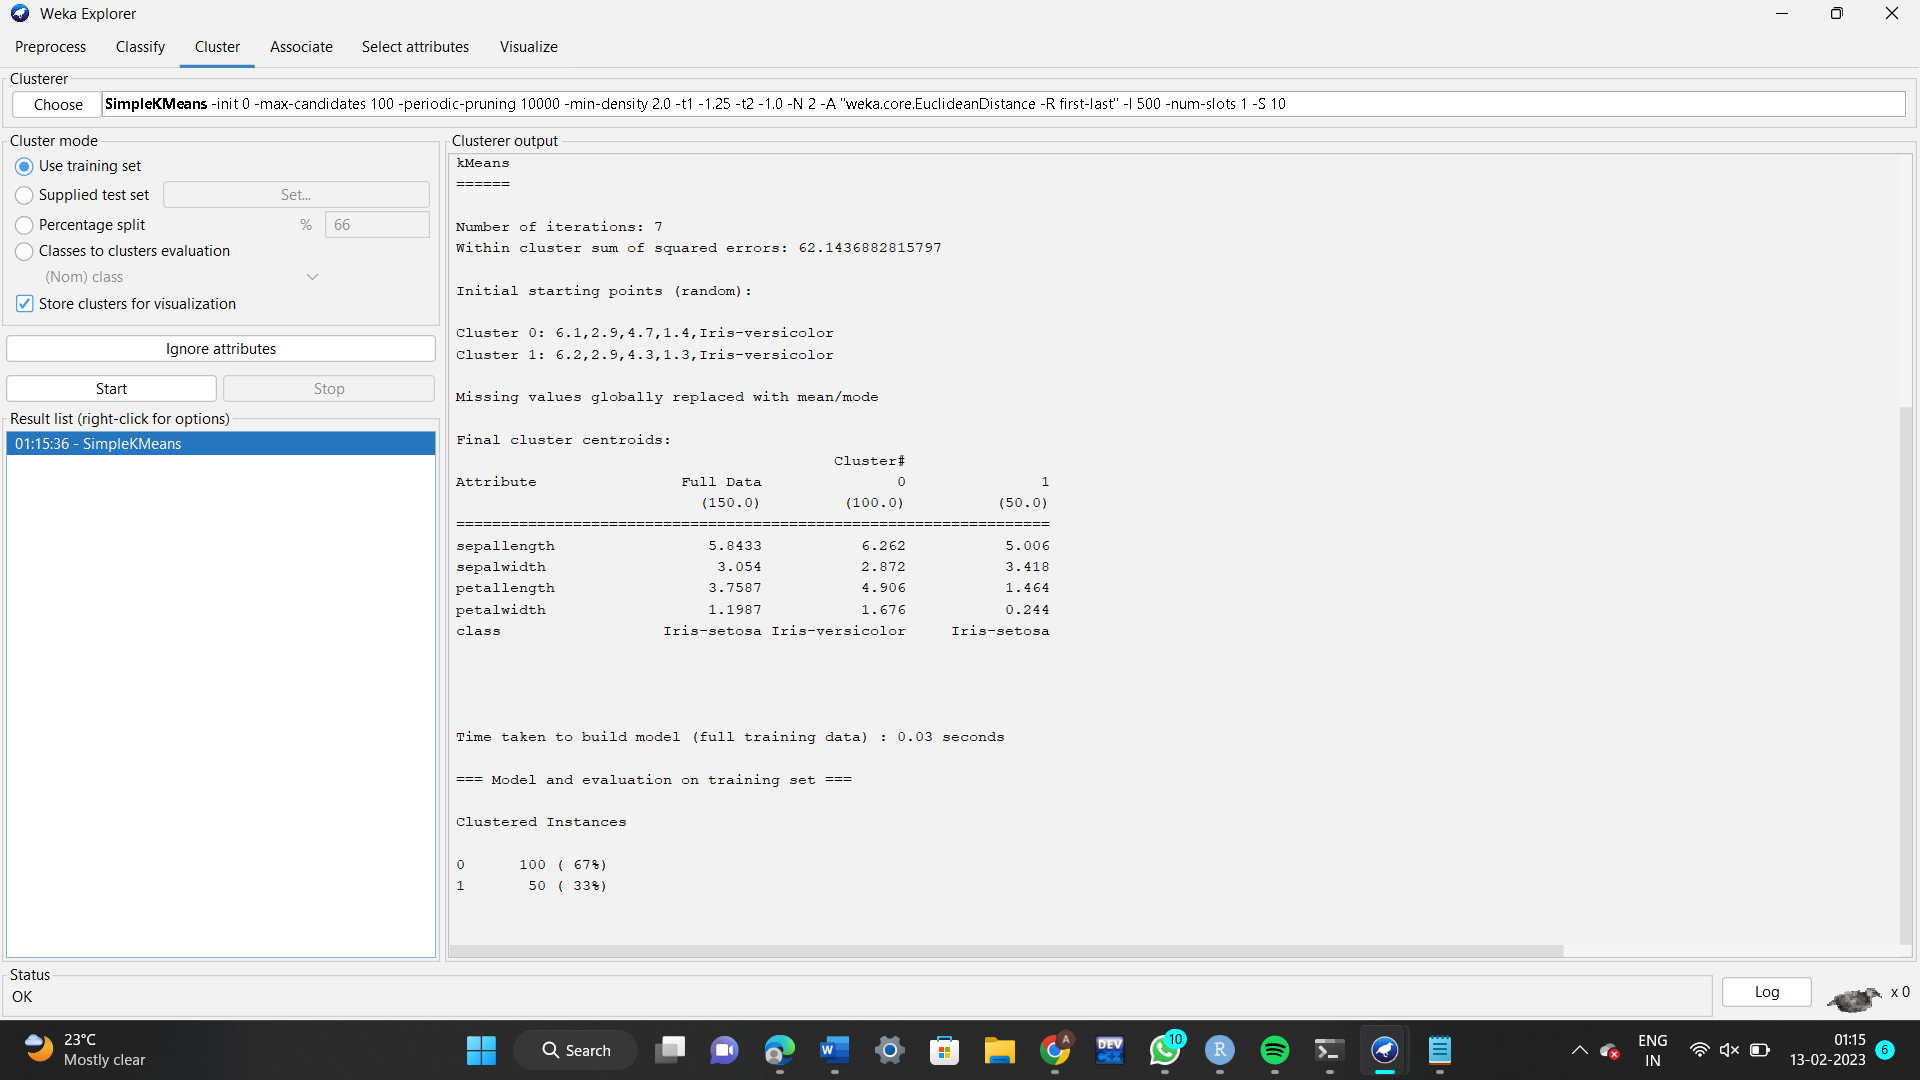 Weka Explorer
Preprocess Classify Cluster Associate Select attributes Visualize
Clusterer
Choose SimpleKMeans -init 0 -max-candidates 100 -periodic-pruning 10000 -min-density 2.0 -t1 -1.25 -t2 -1.0 -N 2 -A "weka.core.EuclideanDistance -R first-last" -I 500 -num-slots 1 -S 10
Cluster mode
Use training set
Supplied test set Set...
Percentage split % 66
Classes to clusters evaluation
(Nom) class
Store clusters for visualization
Ignore attributes
Start Stop
Result list (right-click for options)
01:15:36 - SimpleKMeans
Clusterer output
kMeans
======
Number of iterations: 7
Within cluster sum of squared errors: 62.1436882815797
Initial starting points (random):
Cluster 0: 6.1,2.9,4.7,1.4,Iris-versicolor
Cluster 1: 6.2,2.9,4.3,1.3,Iris-versicolor
Missing values globally replaced with mean/mode
Final cluster centroids:
Cluster#
Attribute Full Data 0 1
(150.0) (100.0) (50.0)
==================================================================
sepallength 5.8433 6.262 5.006
sepalwidth 3.054 2.872 3.418
petallength 3.7587 4.906 1.464
petalwidth 1.1987 1.676 0.244
class Iris-setosa Iris-versicolor Iris-setosa
Time taken to build model (full training data) : 0.03 seconds
=== Model and evaluation on training set ===
Clustered Instances
0 100 ( 67%)
1 50 ( 33%)
Status
OK
Log x 0
23°C
Mostly clear
Search
W
DEV
C++
A
10
R
ENG
IN
01:15
13-02-2023
6